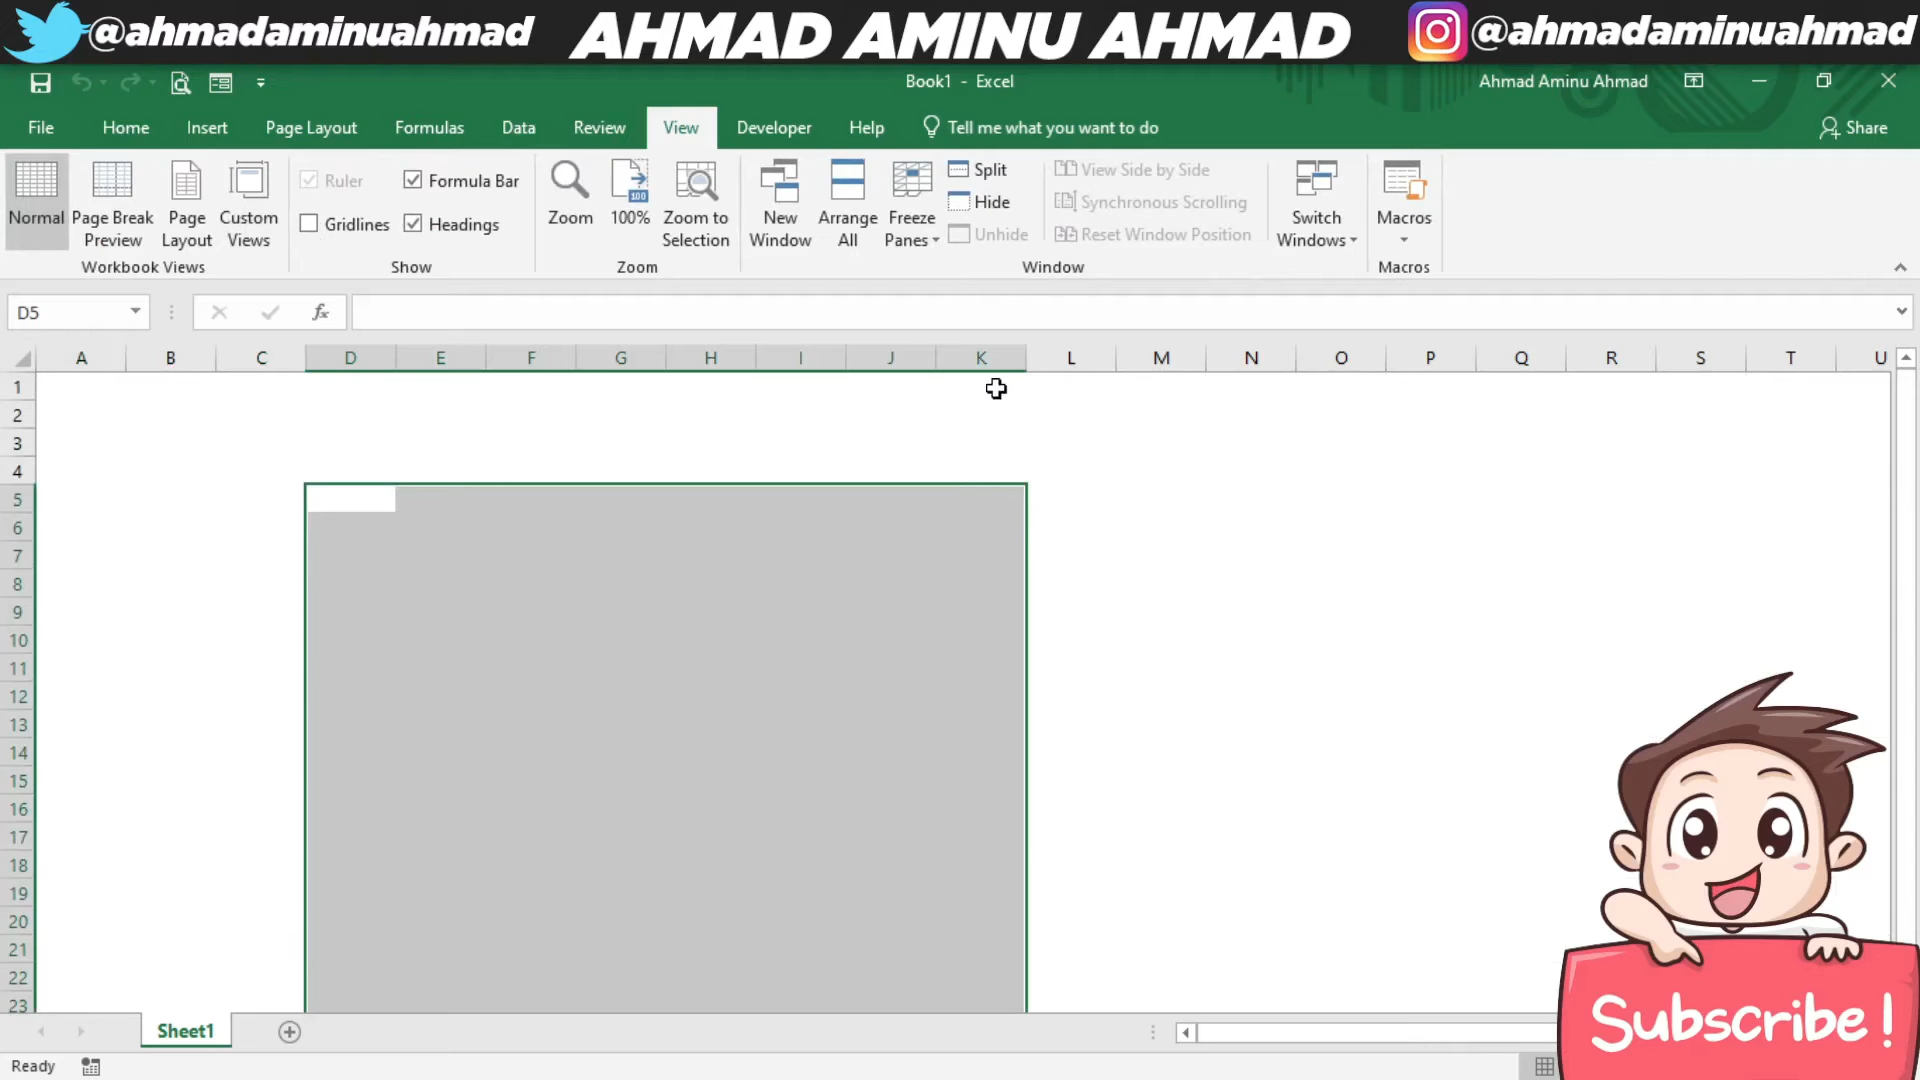 @ahmadaminuahmad AHMAD AMINU AHMAD @ahmadaminuahmad
Book1 - Excel Ahmad Aminu Ahmad
File Home Insert Page Layout Formulas Data Review View Developer Help Tell me what you want to do Share
Normal Page Break Preview Page Layout Custom Views
Workbook Views
Ruler Formula Bar
Gridlines Headings
Show
Zoom 100% Zoom to Selection
Zoom
New Window Arrange All Freeze Panes
Split
Hide
Unhide
View Side by Side
Synchronous Scrolling
Reset Window Position
Switch Windows
Window
Macros
Macros
D5 fx
A B C D E F G H I J K L M N O P Q R S T U
1
2
3
4
5
6
7
8
9
10
11
12
13
14
15
16
17
18
19
20
21
22
23
Sheet1
Ready
Subscribe!